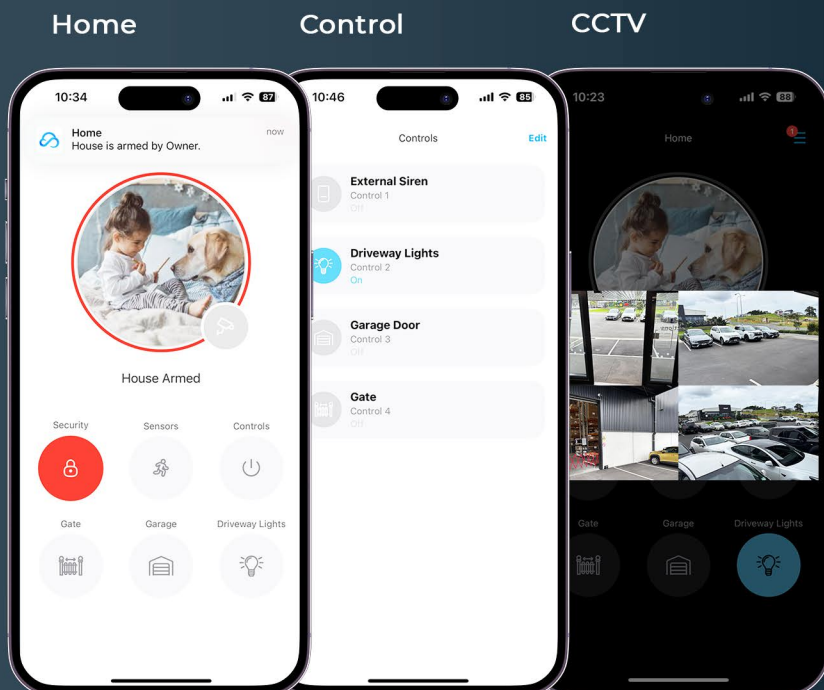 Home
Control
CCTV
10:34
87
Home
now
House is armed by Owner.
House Armed
Security
Sensors
Controls
Gate
Garage
Driveway Lights
10:46
85
Controls
Edit
External Siren
Control 1
Off
Driveway Lights
Control 2
On
Garage Door
Control 3
Off
Gate
Control 4
Off
10:23
88
Home
1
Gate
Garage
Driveway Lights